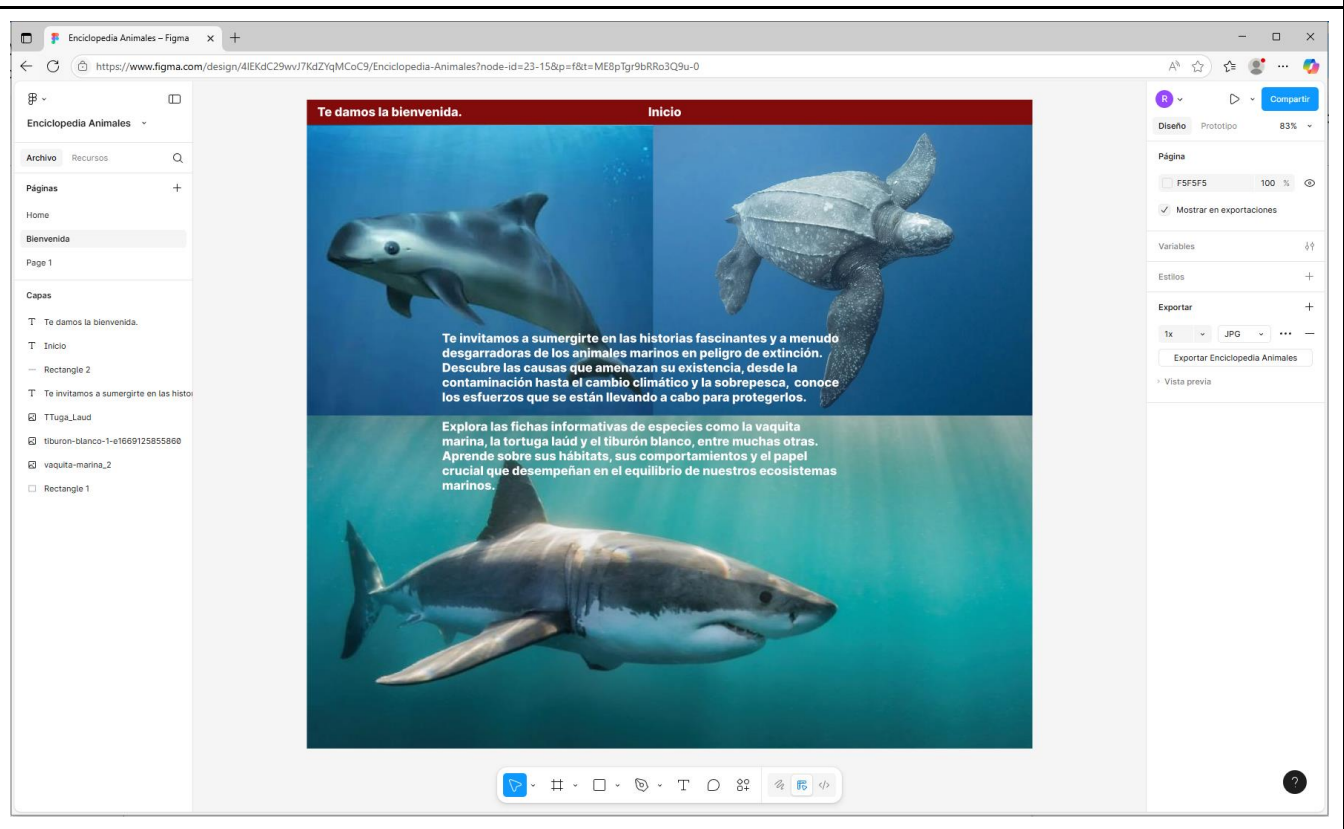 Enciclopedia Animales – Figma
https://www.figma.com/design/4lEKdC29wvJ7KdZYqMCoC9/Enciclopedia-Animales?node-id=23-15&p=f&t=ME8pTgr9bRRo3Q9u-0
Enciclopedia Animales
Archivo Recursos
Páginas
Home
Bienvenida
Page 1
Capas
Te damos la bienvenida.
Inicio
Rectangle 2
Te invitamos a sumergirte en las histor
TTuga_Laud
tiburon-blanco-1-e1669125855860
vaquita-marina_2
Rectangle 1
Te damos la bienvenida. Inicio
Te invitamos a sumergirte en las historias fascinantes y a menudo
desgarradoras de los animales marinos en peligro de extinción.
Descubre las causas que amenazan su existencia, desde la
contaminación hasta el cambio climático y la sobrepesca, conoce
los esfuerzos que se están llevando a cabo para protegerlos.
Explora las fichas informativas de especies como la vaquita
marina, la tortuga laúd y el tiburón blanco, entre muchas otras.
Aprende sobre sus hábitats, sus comportamientos y el papel
crucial que desempeñan en el equilibrio de nuestros ecosistemas
marinos.
R Compartir
Diseño Prototipo 83%
Página
F5F5F5 100 %
Mostrar en exportaciones
Variables
Estilos
Exportar
1x JPG
Exportar Enciclopedia Animales
Vista previa